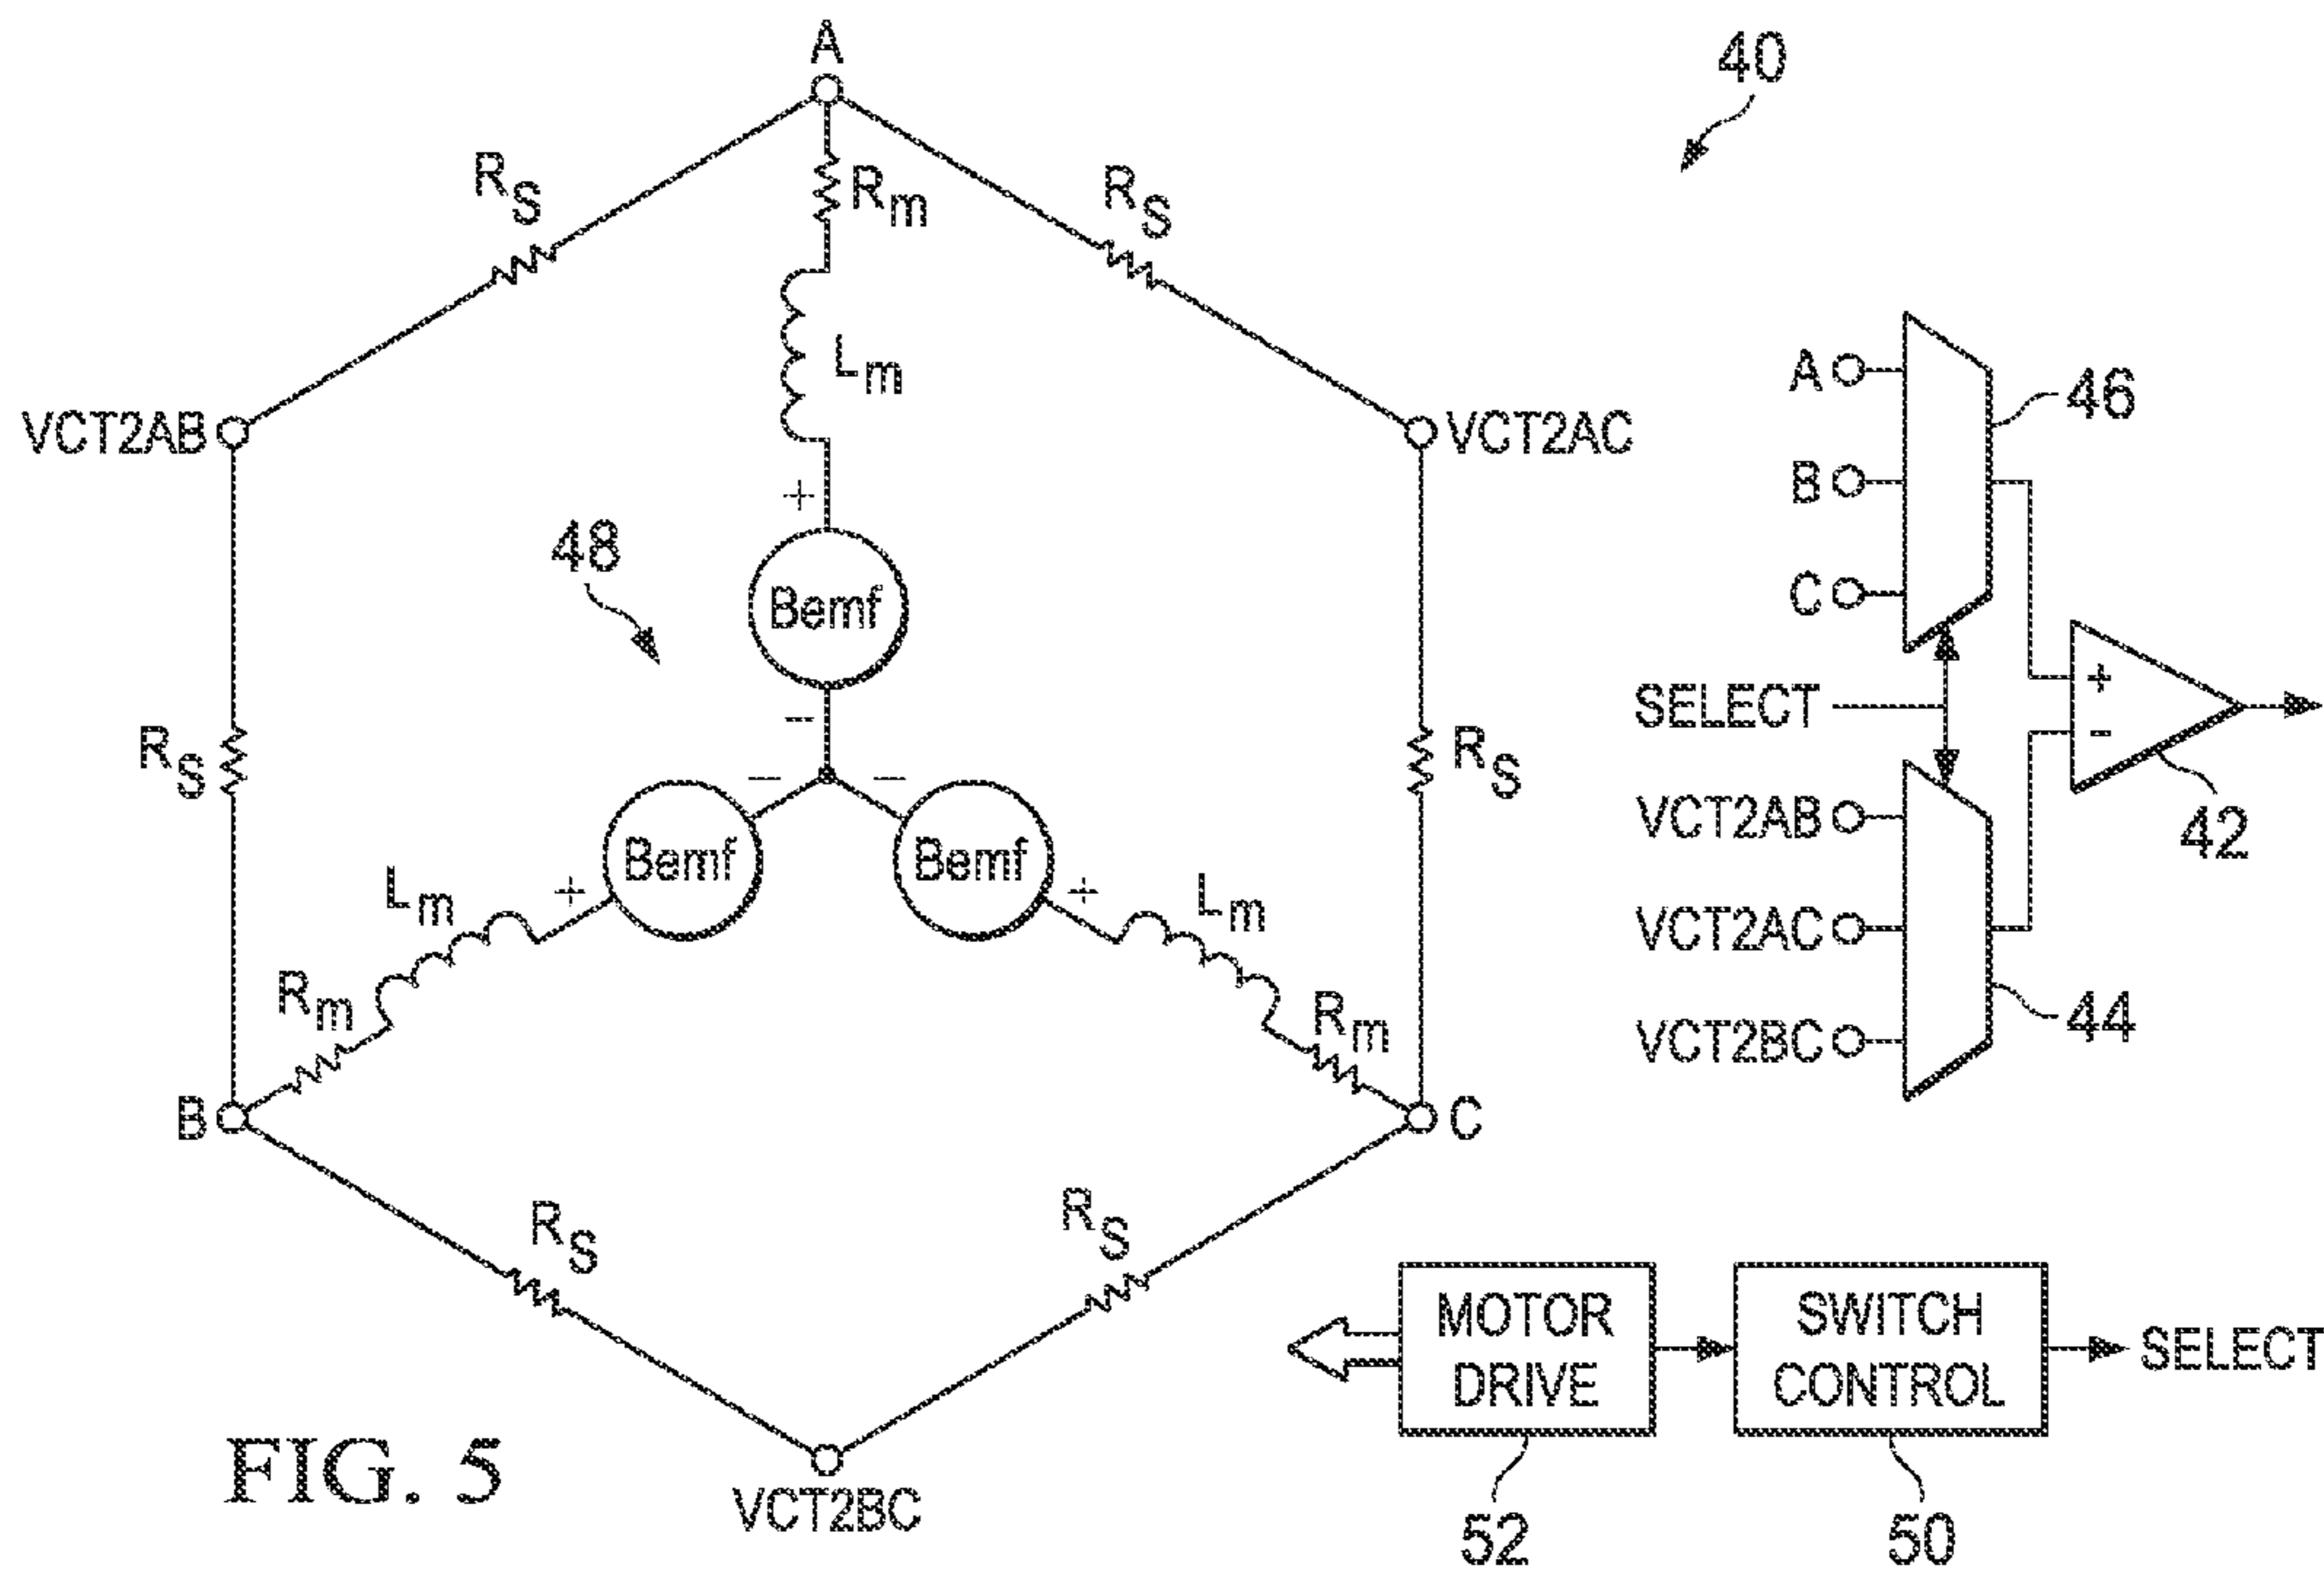 A
40
RS
Rm
RS
Lm
A
46
VCT2AB
VCT2AC
B
+
48
C
Bemf
SELECT
+
–
RS
RS
–
–
–
42
VCT2AB
Bemf
Bemf
Lm
+
+
Lm
VCT2AC
Rm
Rm
44
VCT2BC
B
C
RS
RS
MOTOR
DRIVE
SWITCH
CONTROL
SELECT
FIG. 5
VCT2BC
52
50